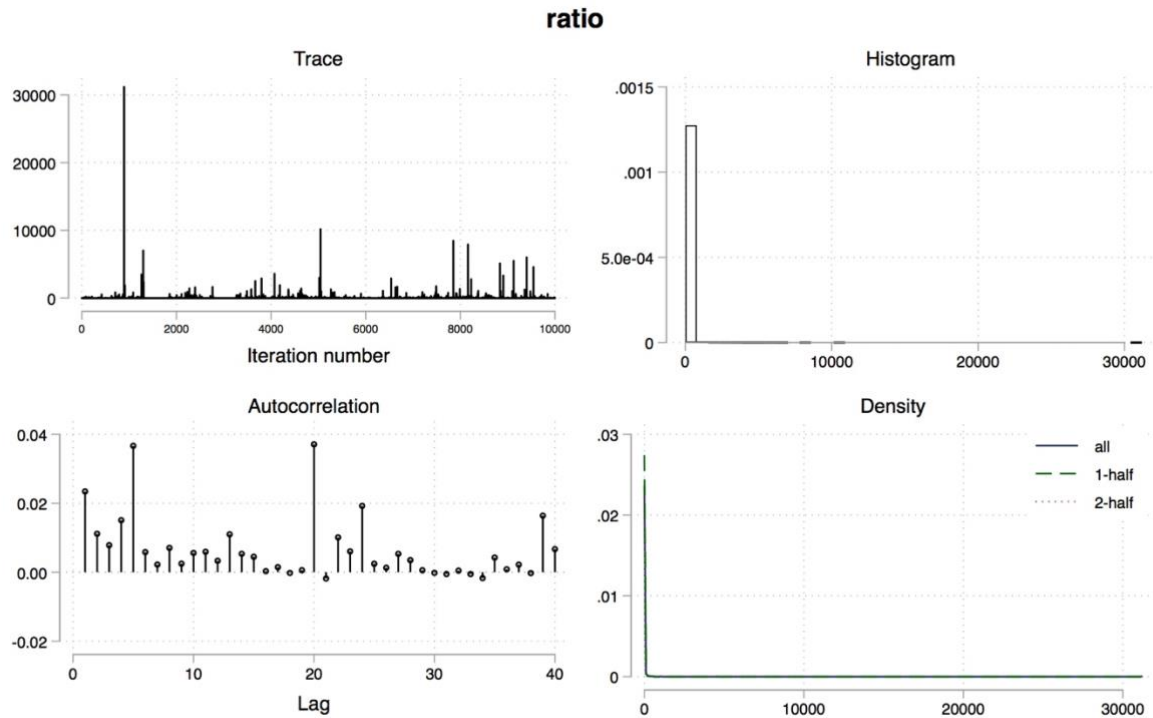 ratio
Trace
30000
20000
10000
0
0 2000 4000 6000 8000 10000
Iteration number
Histogram
.0015
.001
5.0e-04
0
0 10000 20000 30000
Autocorrelation
0.04
0.02
0.00
-0.02
0 10 20 30 40
Lag
Density
.03
.02
.01
0
0 10000 20000 30000
all
1-half
2-half